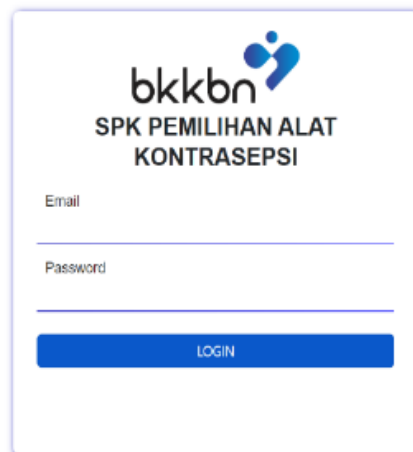 bkkbn
SPK PEMILIHAN ALAT
KONTRASEPSI
Email
Password
LOGIN